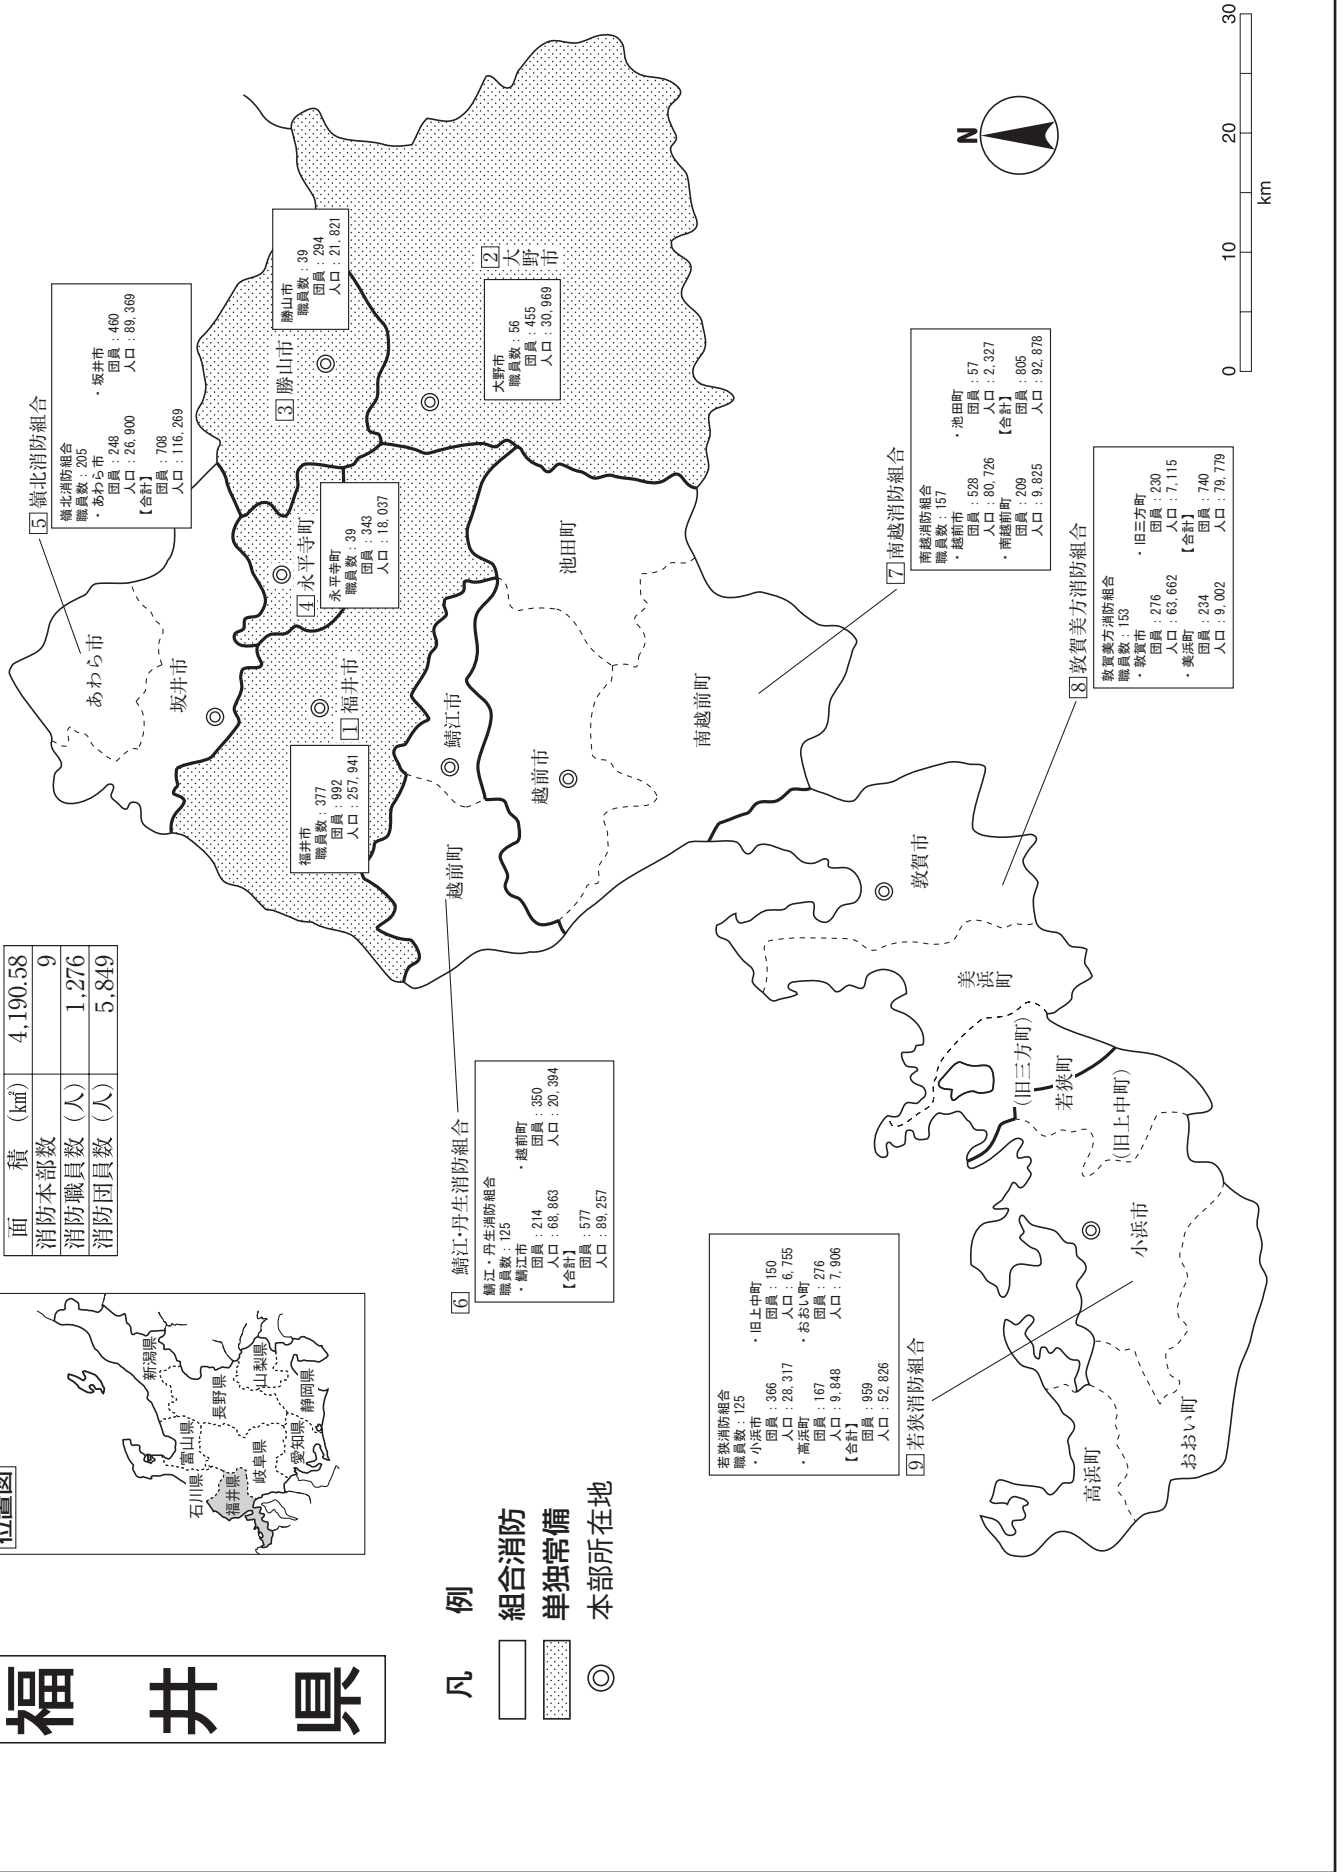 福井県
位置図
新潟県
富山県
石川県
長野県
福井県
岐阜県
山梨県
愛知県
静岡県
面　　積　（㎢） 4,190.58
消防本部数 9
消防職員数（人） 1,276
消防団員数（人） 5,849
凡　例
組合消防
単独常備
本部所在地
5 嶺北消防組合
嶺北消防組合
職員数：205
・あわら市
団員：248
人口：26,900
・坂井市
団員：460
人口：89,369
【合計】
団員：708
人口：116,269
あわら市
坂井市
3 勝山市
勝山市
職員数：39
団員：294
人口：21,821
4 永平寺町
永平寺町
職員数：39
団員：343
人口：18,037
1 福井市
福井市
職員数：377
団員：992
人口：257,941
2 大野市
大野市
職員数：56
団員：455
人口：30,969
6 鯖江・丹生消防組合
鯖江・丹生消防組合
職員数：125
・鯖江市
団員：214
人口：68,863
・越前町
団員：350
人口：20,394
【合計】
団員：577
人口：89,257
越前町
鯖江市
池田町
越前市
南越前町
7 南越消防組合
南越消防組合
職員数：157
・越前市
団員：528
人口：80,726
・池田町
団員：57
人口：2,327
・南越前町
団員：209
人口：9,825
【合計】
団員：805
人口：92,878
8 敦賀美方消防組合
敦賀美方消防組合
職員数：153
・敦賀市
団員：276
人口：63,662
・旧三方町
団員：230
人口：7,115
・美浜町
団員：234
人口：9,002
【合計】
団員：740
人口：79,779
敦賀市
美浜町
（旧三方町）
若狭町
（旧上中町）
小浜市
おおい町
高浜町
9 若狭消防組合
若狭消防組合
職員数：125
・小浜市
団員：366
人口：28,317
・旧上中町
団員：150
人口：6,755
・高浜町
団員：167
人口：9,848
・おおい町
団員：276
人口：7,906
【合計】
団員：959
人口：52,826
N
0 10 20 30
km